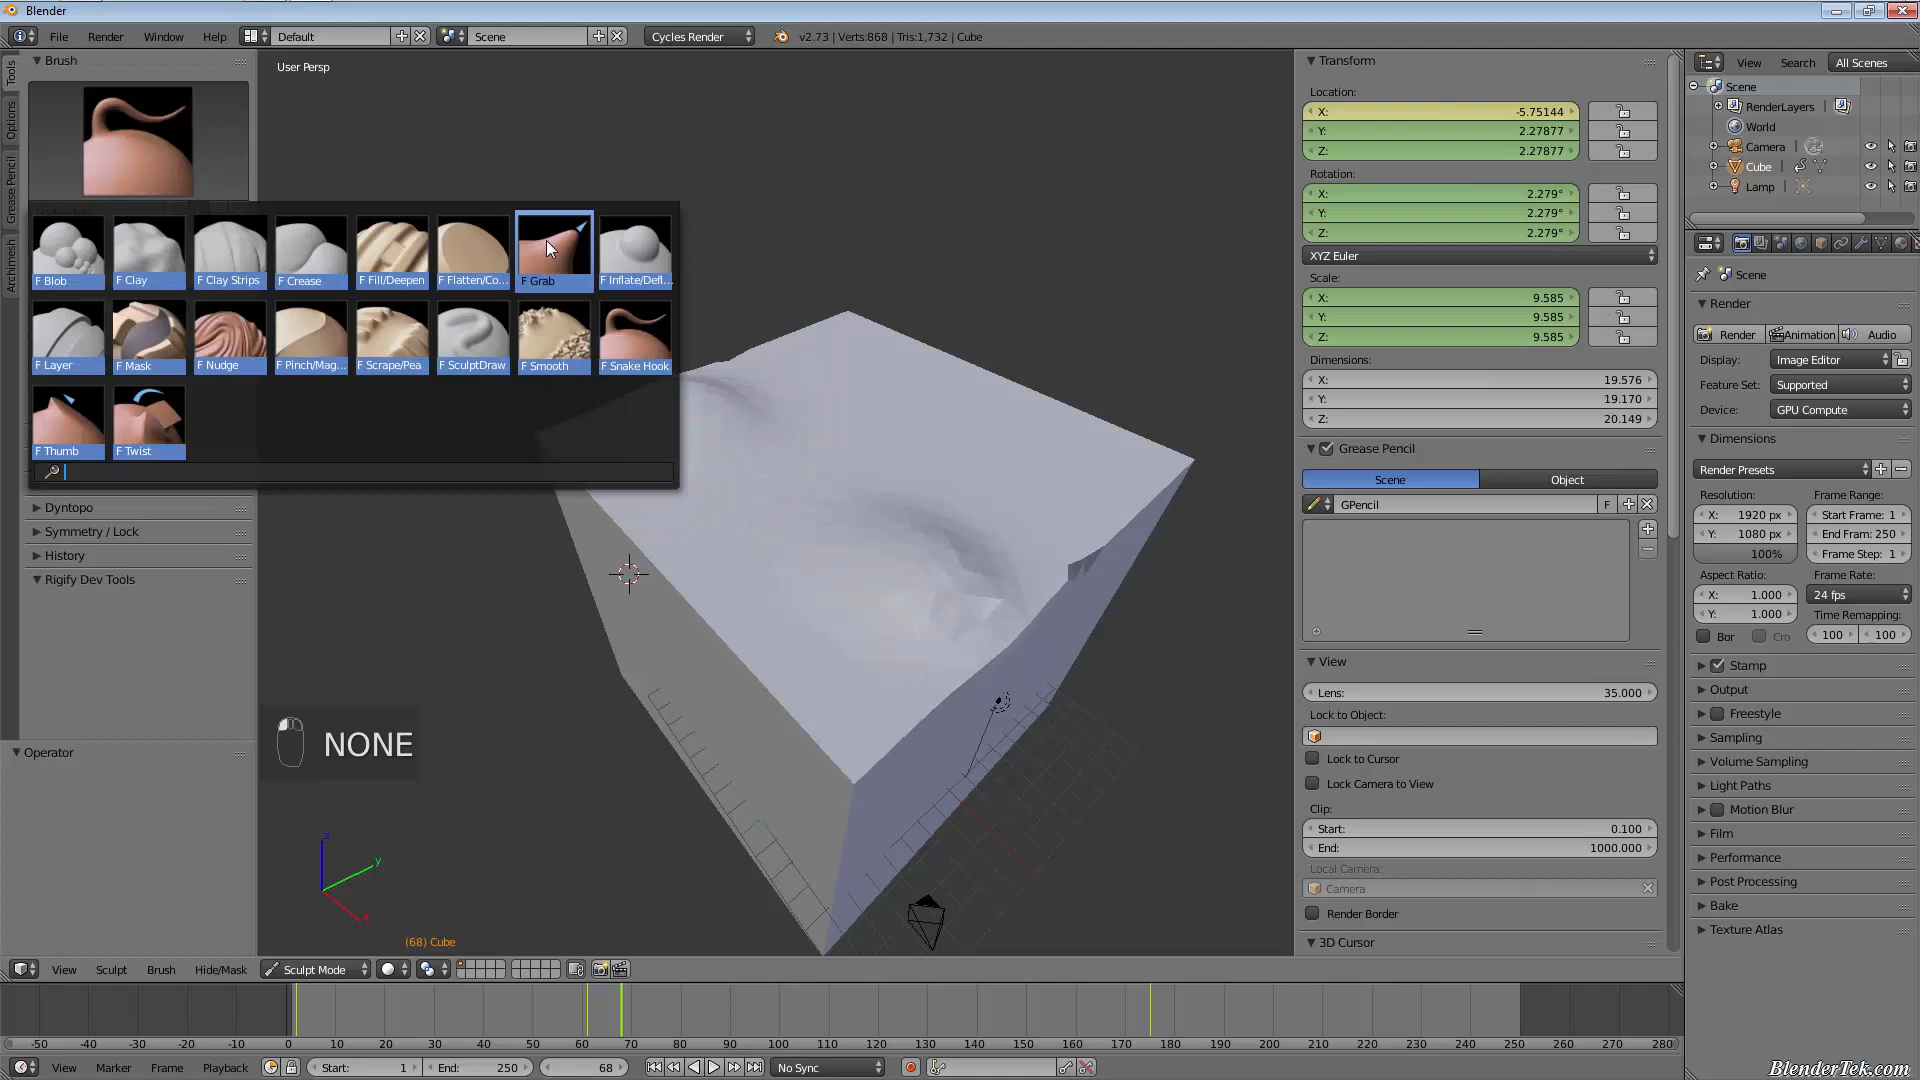 Blender
File Render Window Help Default Scene Cycles Render v2.73 | Verts:868 | Tris:1,732 | Cube
Tools
Options
Grease Pencil
Archimesh
Brush
F Blob F Clay F Clay Strips F Crease F Fill/Deepen F Flatten/Co... F Grab F Inflate/Defl...
F Layer F Mask F Nudge F Pinch/Mag... F Scrape/Pea F SculptDraw F Smooth F Snake Hook
F Thumb F Twist
Dyntopo
Symmetry / Lock
History
Rigify Dev Tools
Operator
User Persp
NONE
z
y
x
(68) Cube
Transform
Location:
X: -5.75144
Y: 2.27877
Z: 2.27877
Rotation:
X: 2.279°
Y: 2.279°
Z: 2.279°
XYZ Euler
Scale:
X: 9.585
Y: 9.585
Z: 9.585
Dimensions:
X: 19.576
Y: 19.170
Z: 20.149
Grease Pencil
Scene Object
GPencil F
View
Lens: 35.000
Lock to Object:
Lock to Cursor
Lock Camera to View
Clip:
Start: 0.100
End: 1000.000
Local Camera:
Camera
Render Border
3D Cursor
View Search All Scenes
Scene
RenderLayers
World
Camera
Cube
Lamp
Scene
Render
Render Animation Audio
Display: Image Editor
Feature Set: Supported
Device: GPU Compute
Dimensions
Render Presets
Resolution: Frame Range:
X: 1920 px Start Frame: 1
Y: 1080 px End Fram: 250
100% Frame Step: 1
Aspect Ratio: Frame Rate:
X: 1.000 24 fps
Y: 1.000 Time Remapping:
Bor Cro 100 100
Stamp
Output
Freestyle
Sampling
Volume Sampling
Light Paths
Motion Blur
Film
Performance
Post Processing
Bake
Texture Atlas
View Sculpt Brush Hide/Mask Sculpt Mode
-50 -40 -30 -20 -10 0 10 20 30 40 50 60 70 80 90 100 110 120 130 140 150 160 170 180 190 200 210 220 230 240 250 260 270 280
View Marker Frame Playback Start: 1 End: 250 68 No Sync
BlenderTek.com